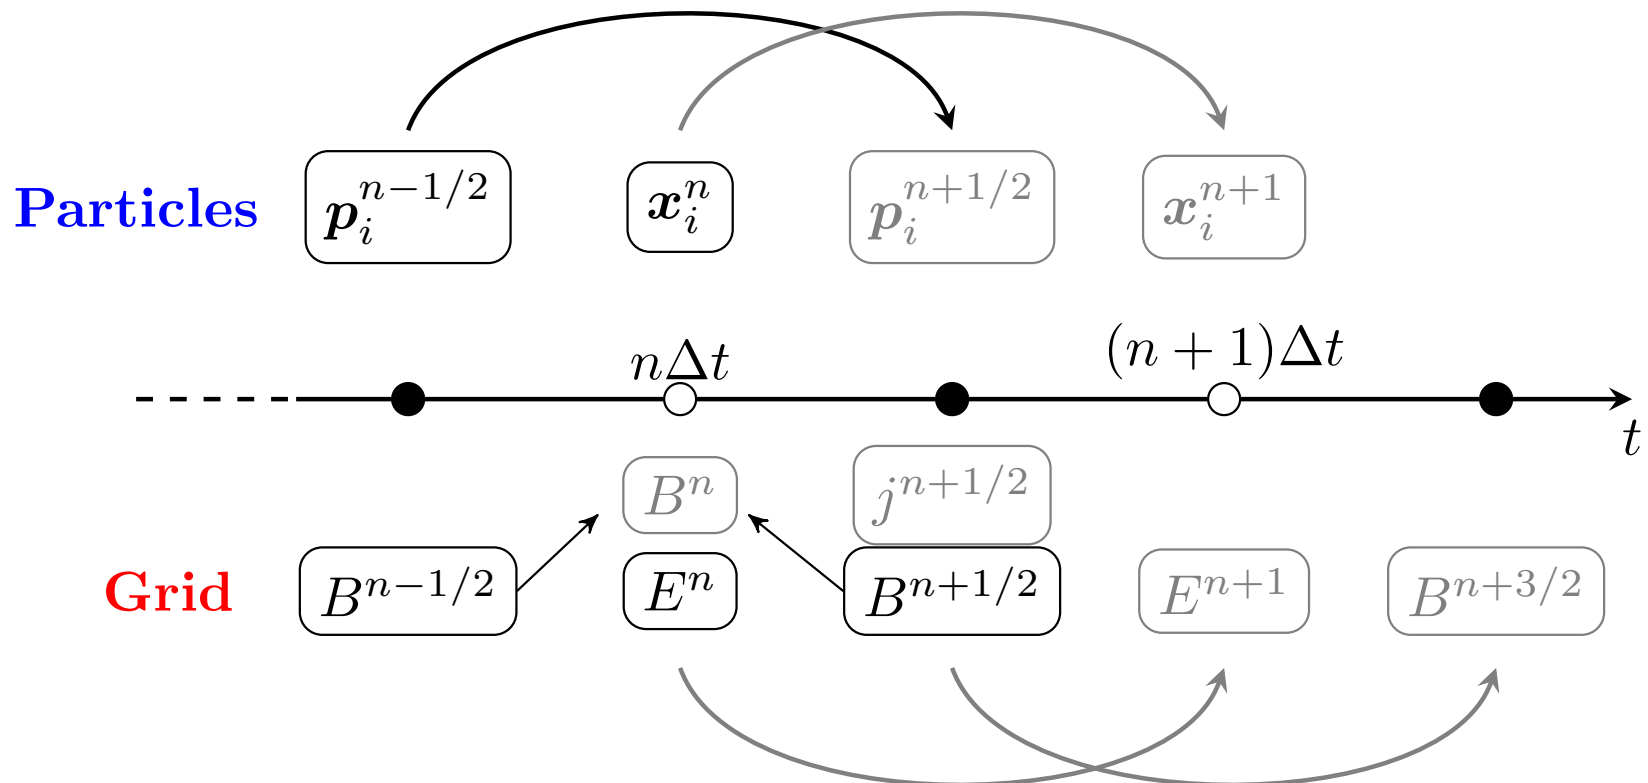 Particles p_i^{n-1/2} x_i^n p_i^{n+1/2} x_i^{n+1}
nΔt (n + 1)Δt
t
B^n j^{n+1/2}
Grid B^{n-1/2} E^n B^{n+1/2} E^{n+1} B^{n+3/2}